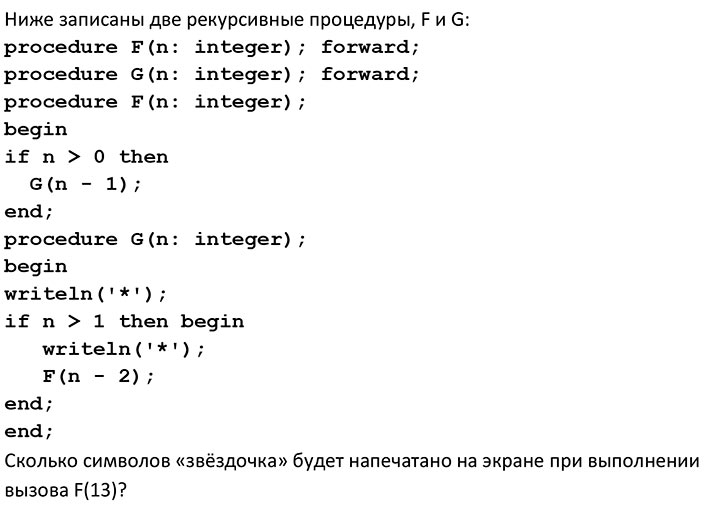 Ниже записаны две рекурсивные процедуры, F и G:
procedure F(n: integer); forward;
procedure G(n: integer); forward;
procedure F(n: integer);
begin
if n > 0 then
  G(n - 1);
end;
procedure G(n: integer);
begin
writeln('*');
if n > 1 then begin
   writeln('*');
   F(n - 2);
end;
end;
Сколько символов «звёздочка» будет напечатано на экране при выполнении
вызова F(13)?